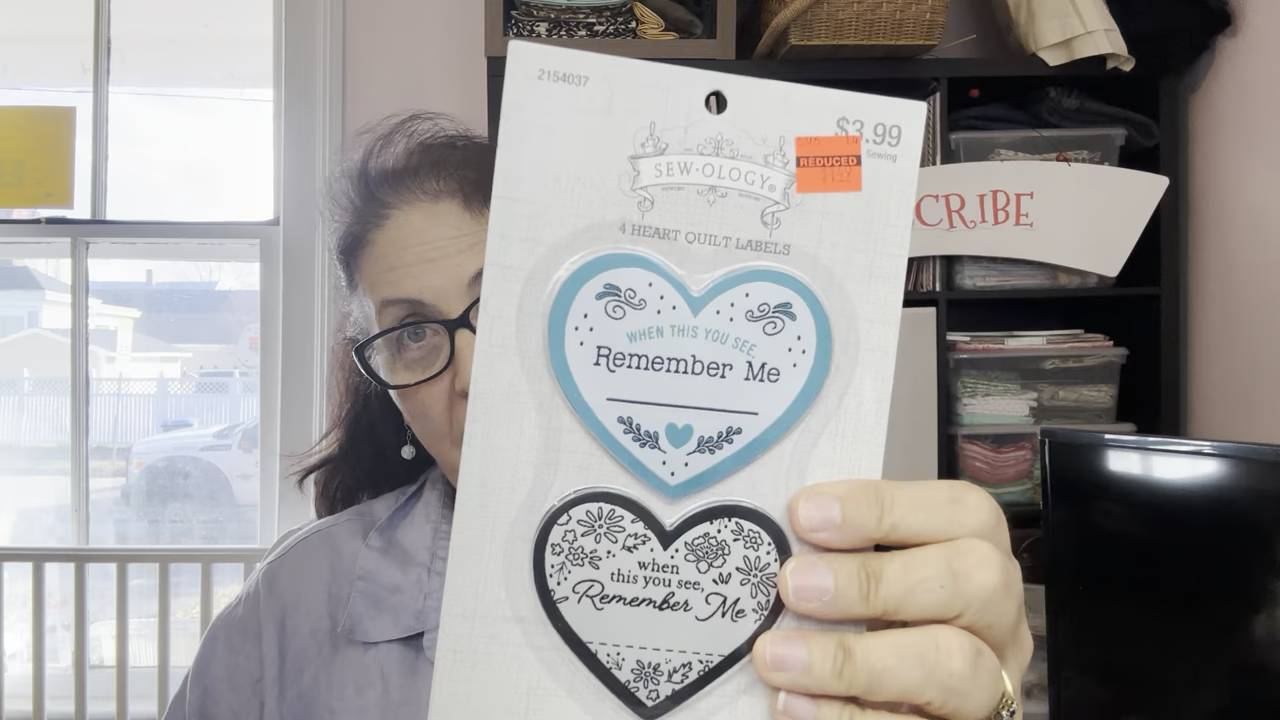 2154037
$3.99
Sewing
REDUCED
SEW·OLOGY®
4 HEART QUILT LABELS
WHEN THIS YOU SEE,
Remember Me
when
this you see,
Remember Me
CRIBE